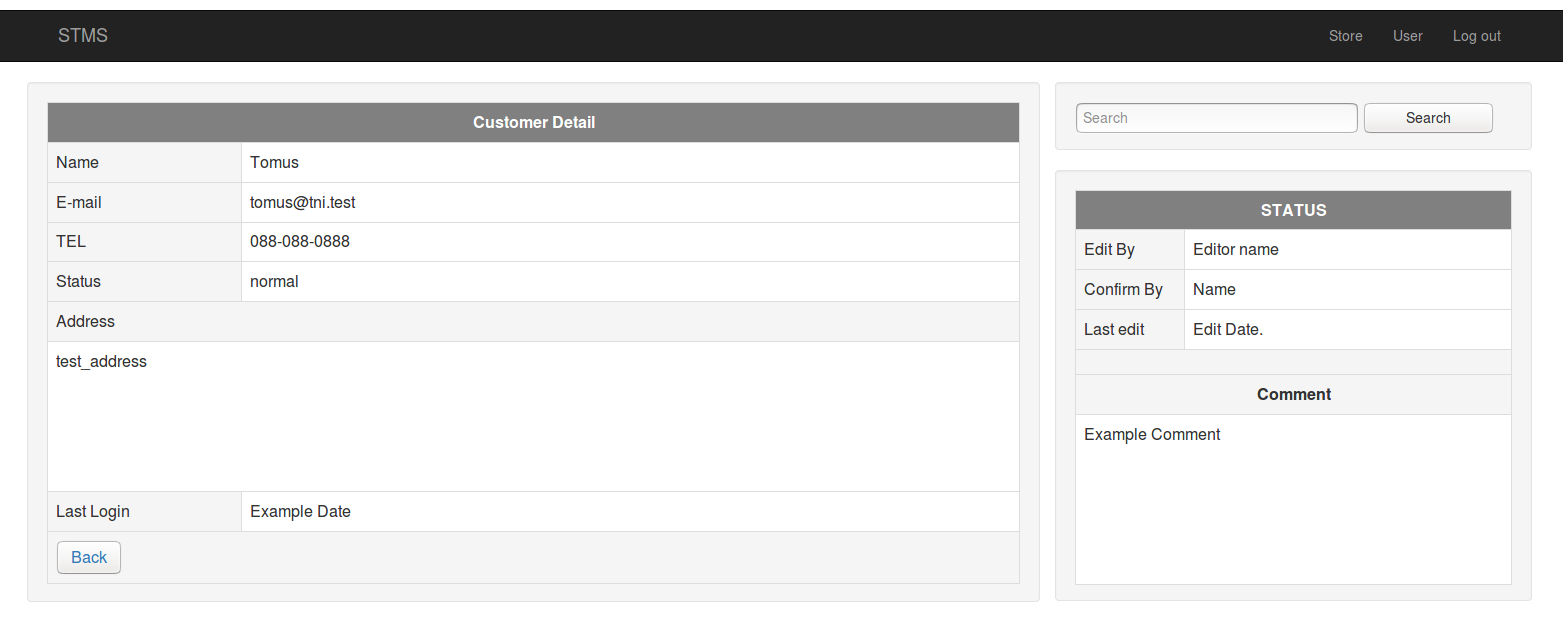 STMS
Store User Log out
Customer Detail
Name Tomus
E-mail tomus@tni.test
TEL 088-088-0888
Status normal
Address
test_address
Last Login Example Date
Back
Search Search
STATUS
Edit By Editor name
Confirm By Name
Last edit Edit Date.
Comment
Example Comment